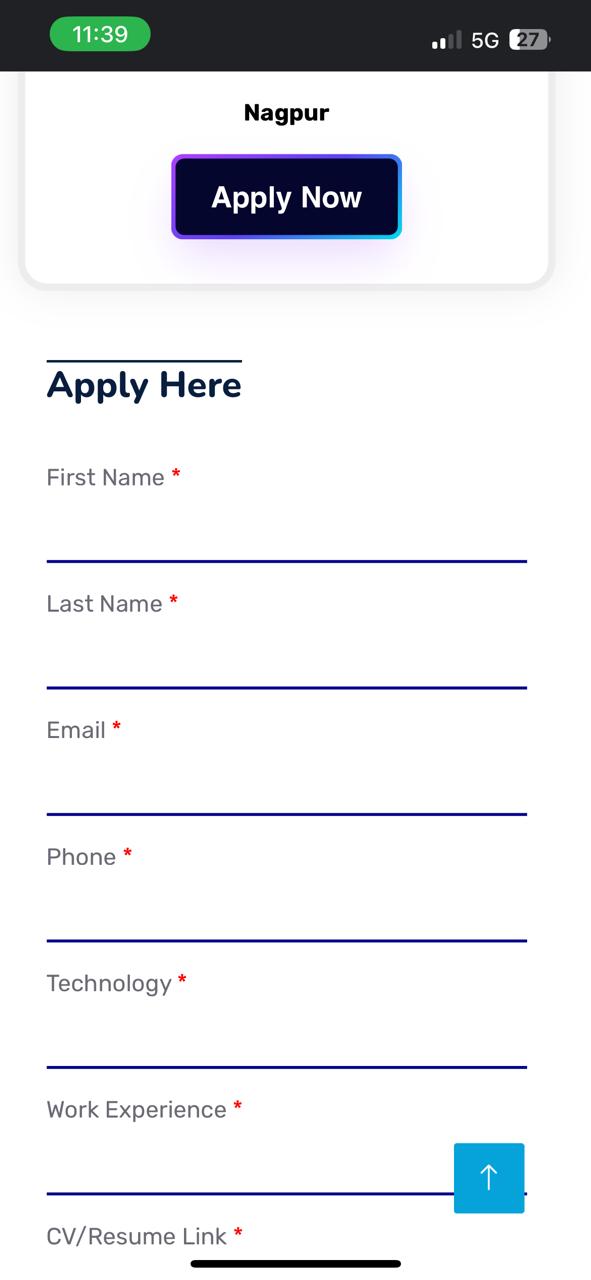 11:39
5G
27
Nagpur
Apply Now
Apply Here
First Name *
Last Name *
Email *
Phone *
Technology *
Work Experience *
CV/Resume Link *